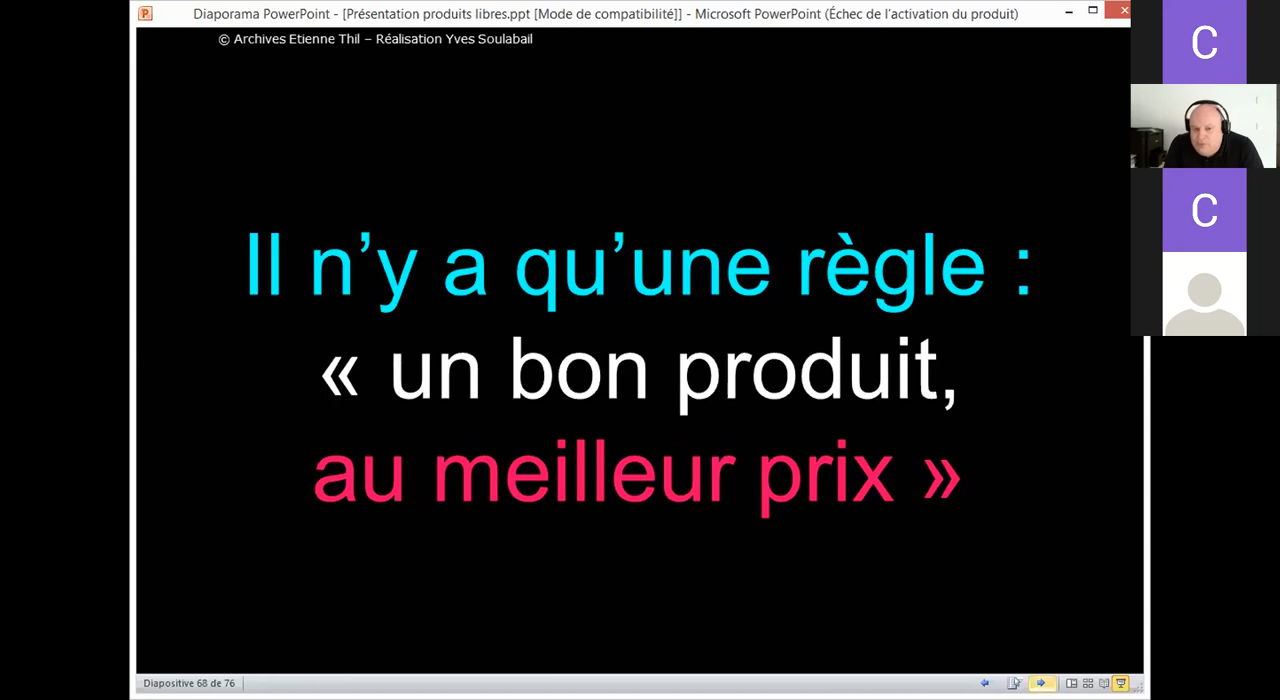 Diaporama PowerPoint - [Présentation produits libres.ppt [Mode de compatibilité]] - Microsoft PowerPoint (Échec de l'activation du produit)
© Archives Etienne Thil – Réalisation Yves Soulabail
C
Il n’y a qu’une règle :
« un bon produit,
au meilleur prix »
C
Diapositive 68 de 76